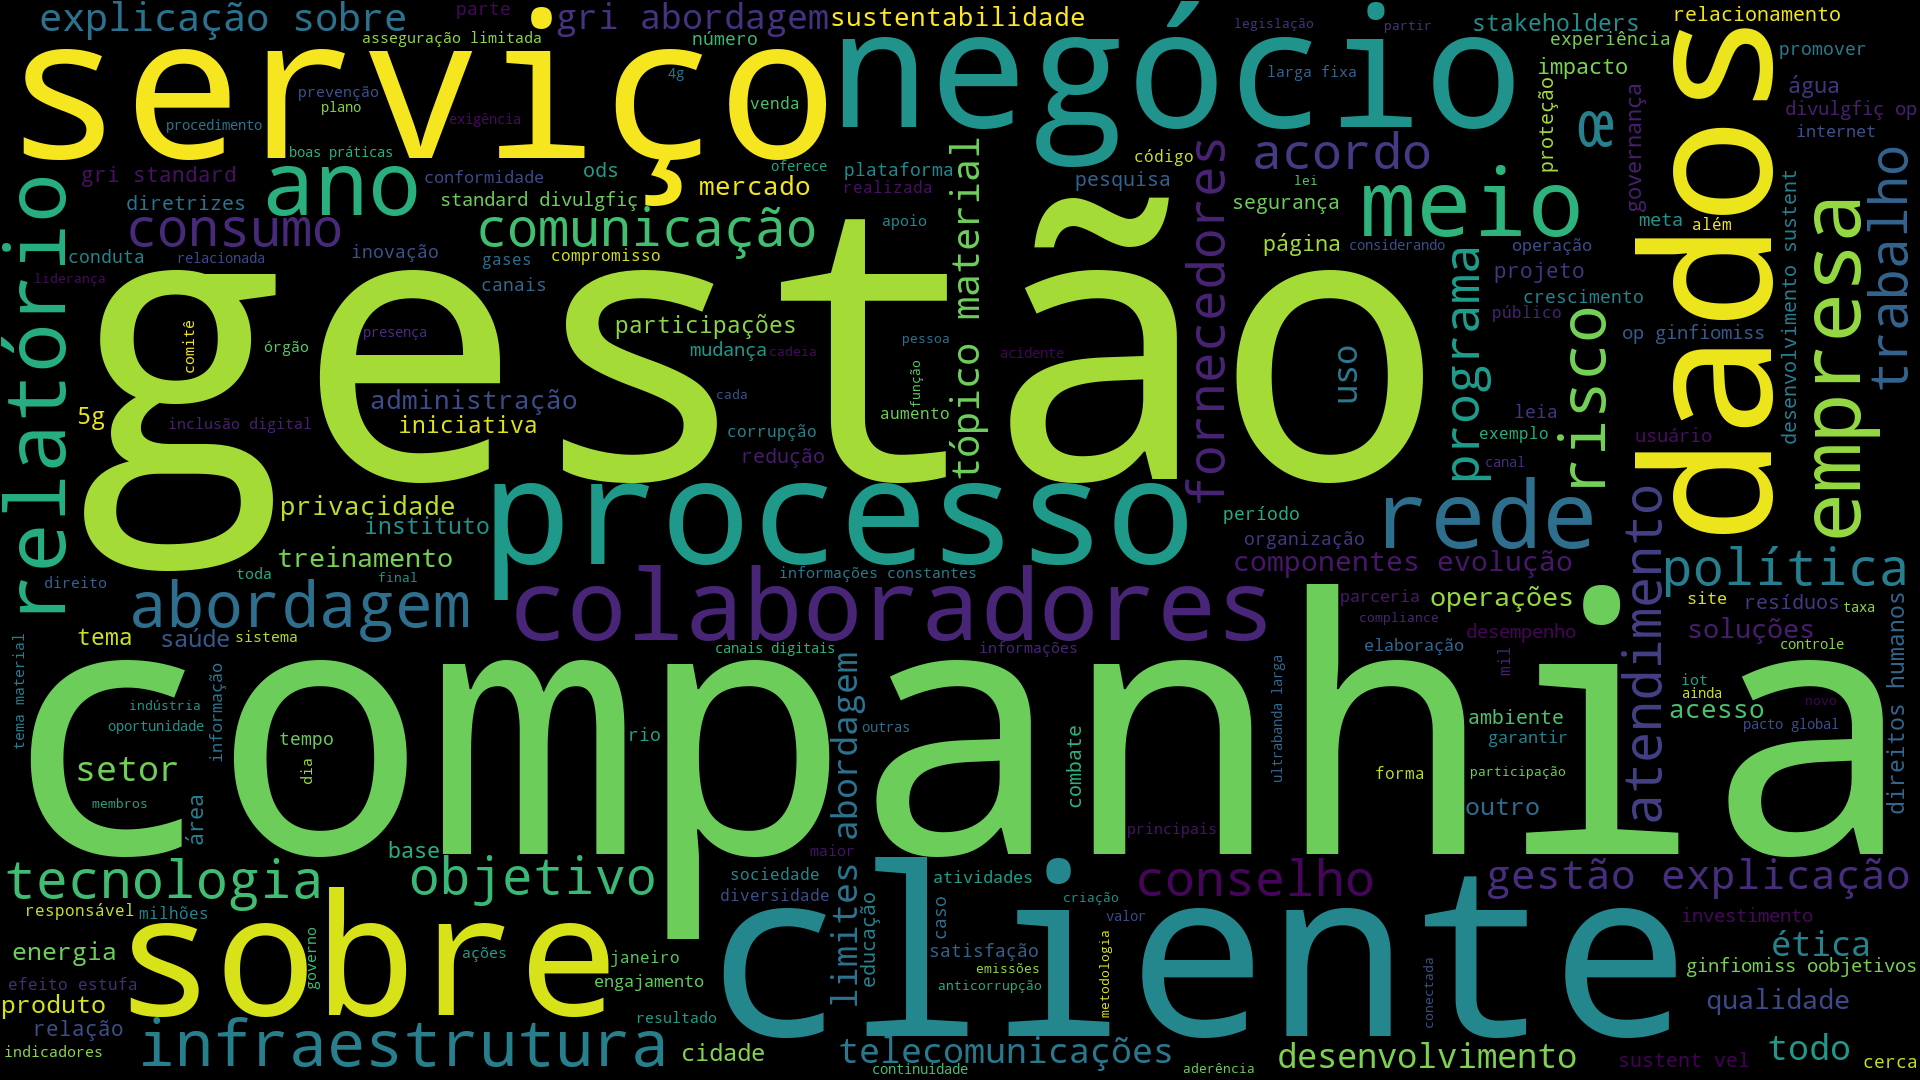 explicação sobre
parte
gri abordagem
sustentabilidade
legislação
partir
stakeholders
relacionamento
asseguração limitada
número
experiência
promover
serviço
negócio
4g
larga fixa
impacto
dados
prevenção
plano
venda
proteção
água
governança
divulgfiç op
procedimento
exigência
œ
internet
boas práticas
oferece
plataforma
código
acordo
trabalho
gri standard
ano
conformidade
ods
mercado
realizada
tópico material
pesquisa
fornecedores
lei
meio
relatório
diretrizes
standard divulgfiç
segurança
empresa
desenvolvimento sustent
consumo
comunicação
apoio
meta
além
conduta
relacionada
inovação
gases
compromisso
página
considerando
operação
programa
projeto
liderança
canais
gestão
crescimento
comitê
órgão
presença
participações
mudança
cadeia
pessoa
acidente
uso
público
risco
op ginfiomiss
administração
cada
função
5g
inclusão digital
iniciativa
aumento
leia
corrupção
redução
exemplo
usuário
canal
privacidade
processo
rede
atendimento
instituto
período
organização
treinamento
componentes evolução
direito
toda
final
informações constantes
política
abordagem
colaboradores
parceria
operações
site
resíduos
taxa
compliance
tema
saúde
sistema
desempenho
soluções
direitos humanos
canais digitais
informações
elaboração
controle
tema material
informação
companhia
limites abordagem
ultrabanda larga
mil
iot
ainda
indústria
acesso
novo
oportunidade
outras
ambiente
pacto global
tempo
rio
combate
garantir
setor
dia
forma
participação
membros
área
outro
principais
base
maior
tecnologia
objetivo
sociedade
atividades
conselho
gestão explicação
diversidade
educação
cliente
criação
responsável
milhões
sobre
caso
valor
investimento
energia
governo
ações
satisfação
metodologia
ética
janeiro
emissões
conectada
ginfiomiss oobjetivos
efeito estufa
engajamento
anticorrupção
produto
qualidade
relação
infraestrutura
resultado
indicadores
cidade
telecomunicações
desenvolvimento
sustent vel
todo
continuidade
aderência
cerca